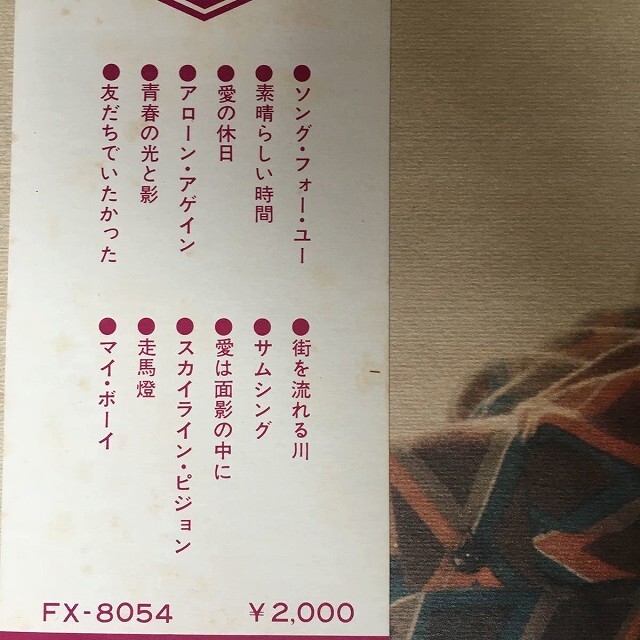 ●ソング・フォー・ユー
●素晴らしい時間
●愛の休日
●アローン・アゲイン
●青春の光と影
●友だちでいたかった
●街を流れる川
●サムシング
●愛は面影の中に
●スカイライン・ピジョン
●走馬燈
●マイ・ボーイ
FX-8054 ￥2,000